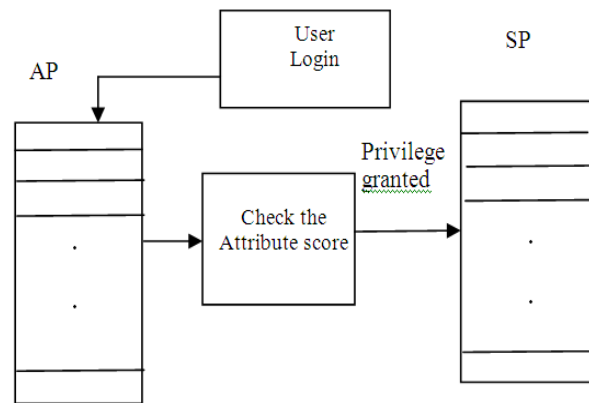 User
Login
SP
AP
Privilege
granted
Check the
Attribute score